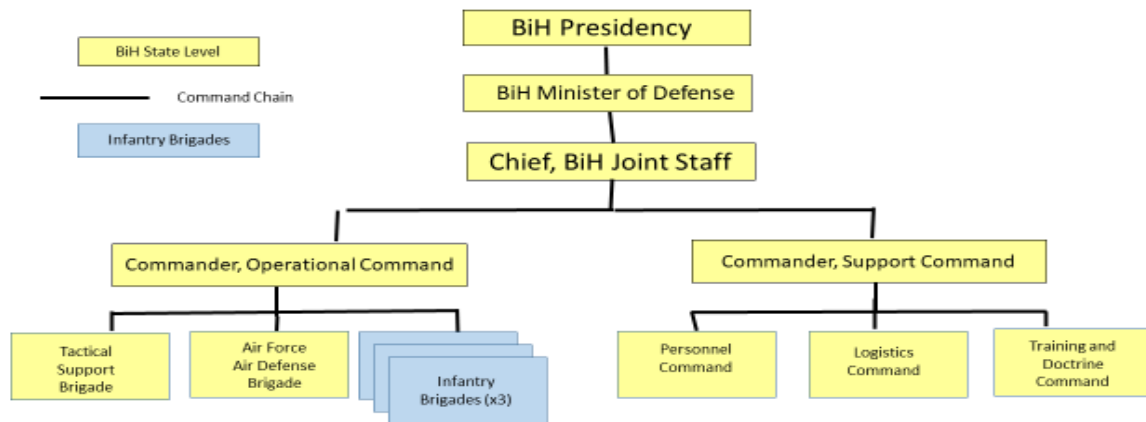 BiH Presidency
BiH State Level
BiH Minister of Defense
Command Chain
Infantry Brigades
Chief, BiH Joint Staff
Commander, Operational Command
Commander, Support Command
Tactical
Support
Brigade
Air Force
Air Defense
Brigade
Infantry
Brigades (x3)
Personnel
Command
Logistics
Command
Training and
Doctrine
Command